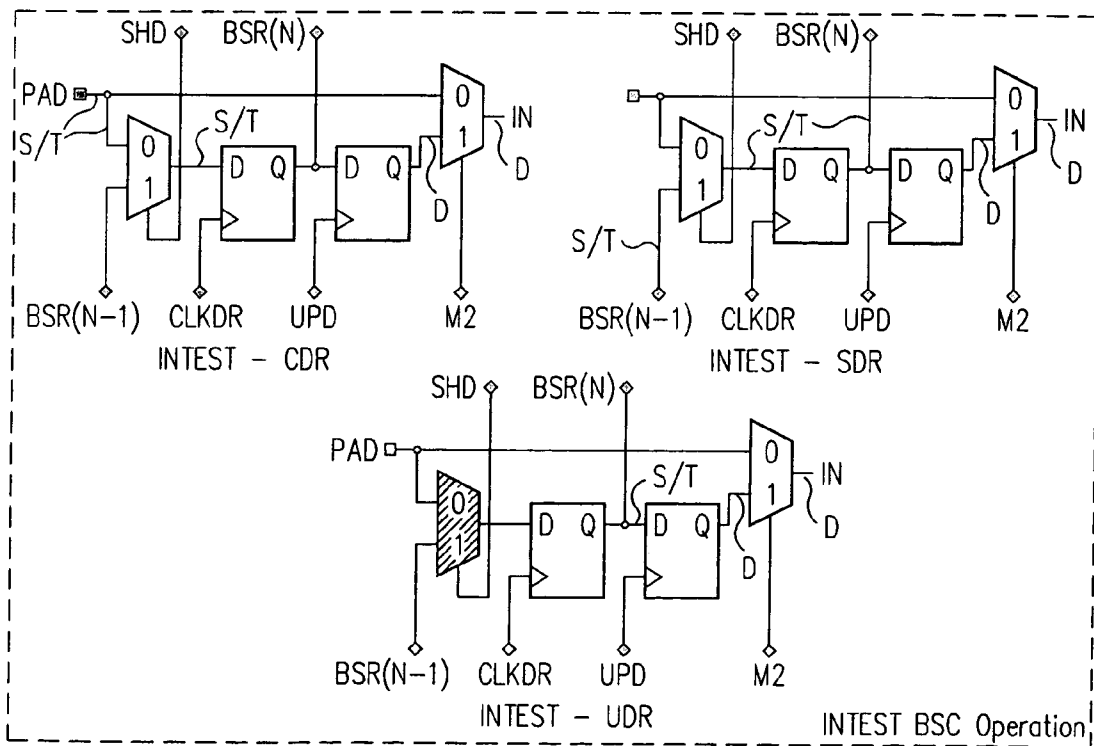 SHD BSR(N)
PAD
0
1
IN
D
S/T
S/T
0
1
D Q
D Q
D
BSR(N-1) CLKDR UPD M2
INTEST - CDR
SHD BSR(N)
0
1
IN
D
S/T
0
1
D Q
D Q
D
S/T
BSR(N-1) CLKDR UPD M2
INTEST - SDR
SHD BSR(N)
PAD
0
1
IN
D
S/T
0
1
D Q
D Q
D
BSR(N-1) CLKDR UPD M2
INTEST - UDR
INTEST BSC Operation